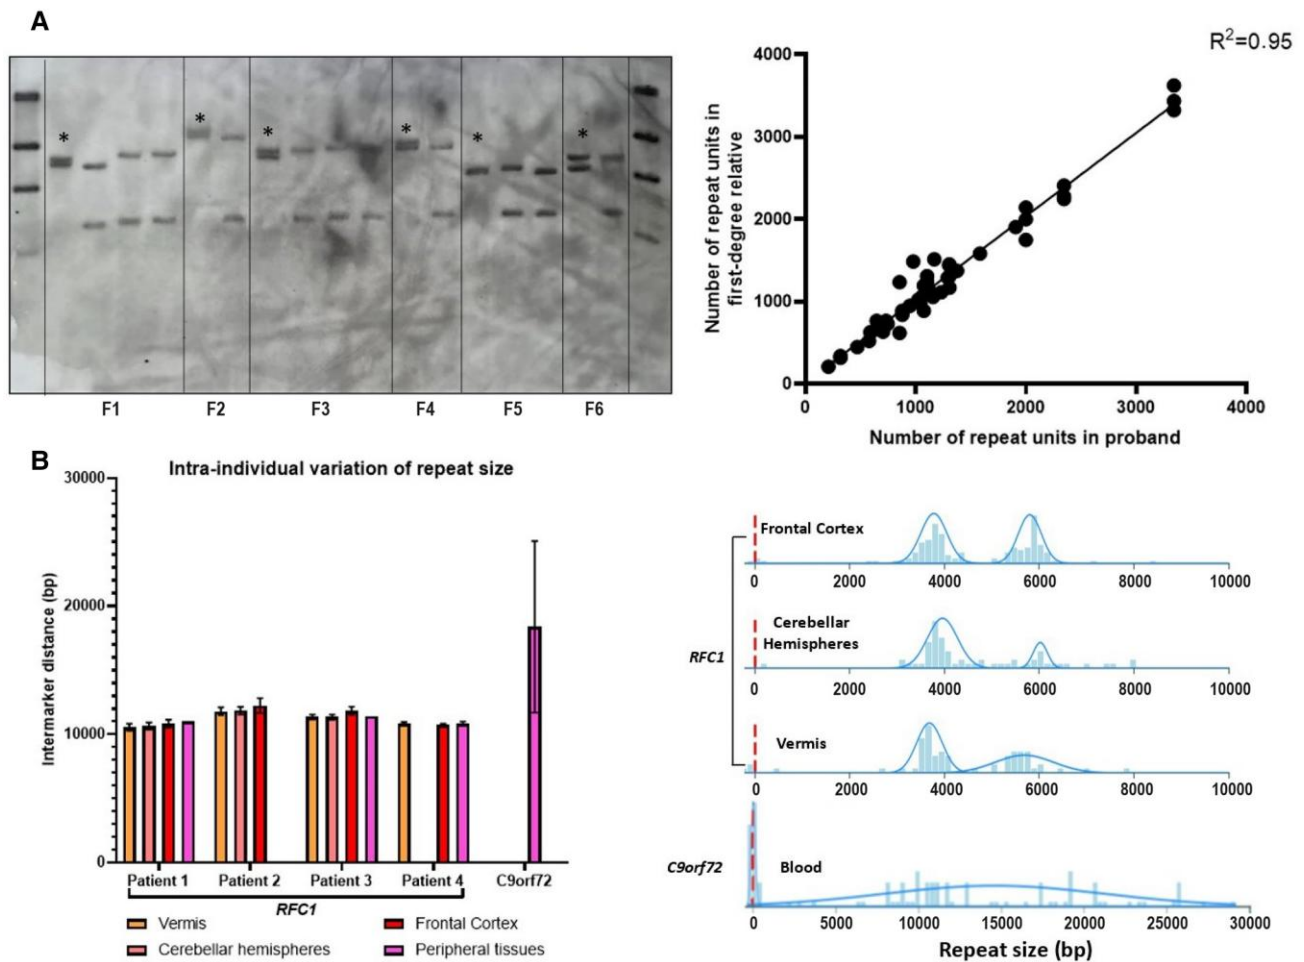 A
*
*
*
*
*
*
F1 F2 F3 F4 F5 F6
R2=0.95
Number of repeat units in
first-degree relative
4000
3000
2000
1000
0
0 1000 2000 3000 4000
Number of repeat units in proband
B
Intra-individual variation of repeat size
Intermarker distance (bp)
30000
20000
10000
0
Patient 1 Patient 2 Patient 3 Patient 4 C9orf72
RFC1
Vermis
Cerebellar hemispheres
Frontal Cortex
Peripheral tissues
RFC1
Frontal Cortex
0 2000 4000 6000 8000 10000
Cerebellar
Hemispheres
0 2000 4000 6000 8000 10000
Vermis
0 2000 4000 6000 8000 10000
C9orf72
Blood
0 5000 10000 15000 20000 25000 30000
Repeat size (bp)